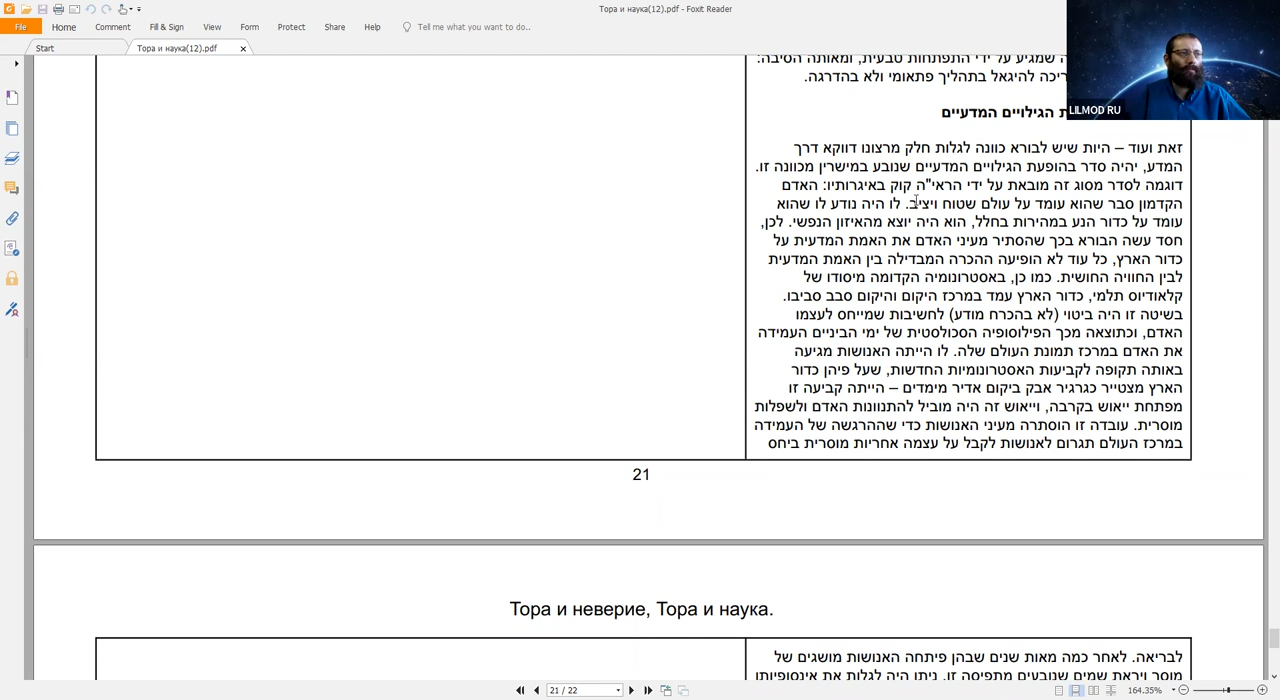 Тора и наука(12).pdf - Foxit Reader
File Home Comment Fill & Sign View Form Protect Share Help Tell me what you want to do..
Start Тора и наука(12).pdf
LILMOD RU
שמגיע על ידי התפתחות טבעית, ומאותה הסיבה:
להיגאל בתהליך פתאומי ולא בהדרגה.
הגילויים המדעיים
זאת ועוד – היות שיש לבורא כוונה לגלות חלק מרצונו דווקא דרך
המדע, יהיה סדר בהופעת הגילויים המדעיים שנובע במישרין מכוונה זו.
דוגמה לסדר מסוג זה מובאת על ידי הראי"ה קוק באיגרותיו: האדם
הקדמון סבר שהוא עומד על עולם שטוח ויציב. לו היה נודע לו שהוא
עומד על כדור הנע במהירות בחלל, הוא היה יוצא מהאיזון הנפשי. לכן,
חסד עשה הבורא בכך שהסתיר מעיני האדם את האמת המדעית על
כדור הארץ, כל עוד לא הופיעה ההכרה המבדילה בין האמת המדעית
לבין החוויה החושית. כמו כן, באסטרונומיה הקדומה מיסודו של
קלאודיוס תלמי, כדור הארץ עמד במרכז היקום והיקום סבב סביבו.
בשיטה זו היה ביטוי (לא בהכרח מודע) לחשיבות שמייחס לעצמו
האדם, וכתוצאה מכך הפילוסופיה הסכולסטית של ימי הביניים העמידה
את האדם במרכז תמונת העולם שלה. לו הייתה האנושות מגיעה
באותה תקופה לקביעות האסטרונומיות החדשות, שעל פיהן כדור
הארץ מצטייר כגרגיר אבק ביקום אדיר מימדים – הייתה קביעה זו
מפתחת ייאוש בקרבה, וייאוש זה היה מוביל להתנוונות האדם ולשפלות
מוסרית. עובדה זו הוסתרה מעיני האנושות כדי שההרגשה של העמידה
במרכז העולם תגרום לאנושות לקבל על עצמה אחריות מוסרית ביחס
21
Тора и неверие, Тора и наука.
לבריאה. לאחר כמה מאות שנים שבהן פיתחה האנושות מושגים של
מוסר ויראת שמים שנובעים מתפיסה זו, ניתן היה לגלות את אינסופיותו
21 / 22 164.35%